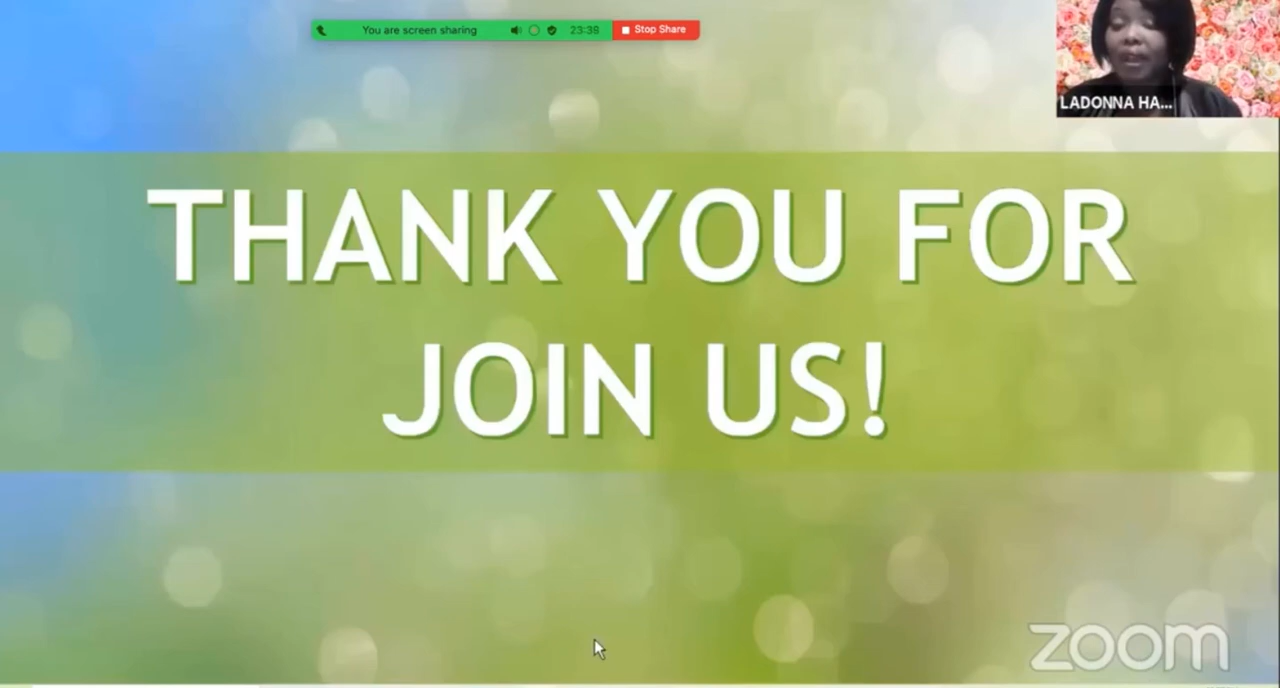 You are screen sharing 23:38 Stop Share
LADONNA HA...
THANK YOU FOR
JOIN US!
zoom